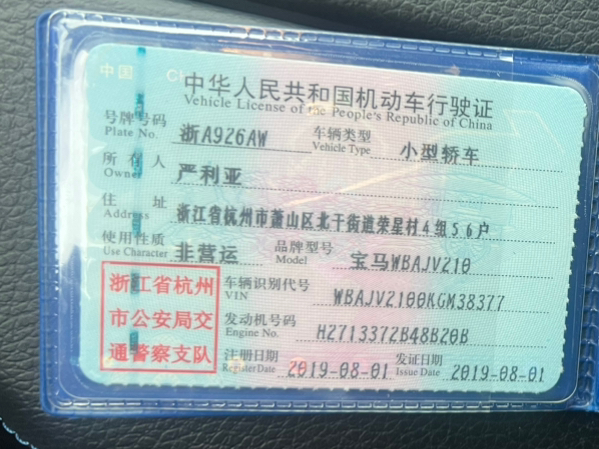 中国 CHI
中华人民共和国机动车行驶证
Vehicle License of the People's Republic of China
号牌号码 浙A926AW 车辆类型 小型轿车
Plate No. Vehicle Type
所有人 严利亚
Owner
住址 浙江省杭州市萧山区北干街道荣星村4组56户
Address
使用性质 非营运 品牌型号 宝马WBAJV210
Use Character Model
浙江省杭州 车辆识别代号 WBAJV2100KGM38377
VIN
市公安局交 发动机号码 H2713372B48B20B
Engine No.
通警察支队 注册日期 2019-08-01 发证日期 2019-08-01
Register Date Issue Date